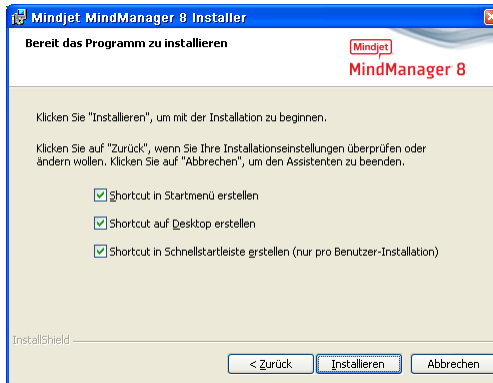 Mindjet MindManager 8 Installer
Bereit das Programm zu installieren
Mindjet
MindManager 8
Klicken Sie "Installieren", um mit der Installation zu beginnen.
Klicken Sie auf "Zurück", wenn Sie Ihre Installationseinstellungen überprüfen oder
ändern wollen. Klicken Sie auf "Abbrechen", um den Assistenten zu beenden.
Shortcut in Startmenü erstellen
Shortcut auf Desktop erstellen
Shortcut in Schnellstartleiste erstellen (nur pro Benutzer-Installation)
InstallShield
< Zurück
Installieren
Abbrechen